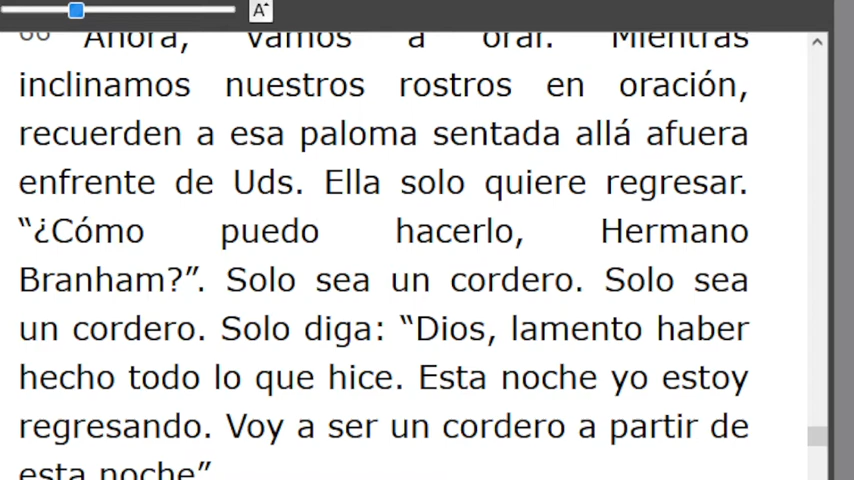 A
Ahora, vamos a orar. Mientras
inclinamos nuestros rostros en oración,
recuerden a esa paloma sentada allá afuera
enfrente de Uds. Ella solo quiere regresar.
“¿Cómo puedo hacerlo, Hermano
Branham?”. Solo sea un cordero. Solo sea
un cordero. Solo diga: “Dios, lamento haber
hecho todo lo que hice. Esta noche yo estoy
regresando. Voy a ser un cordero a partir de
esta noche”